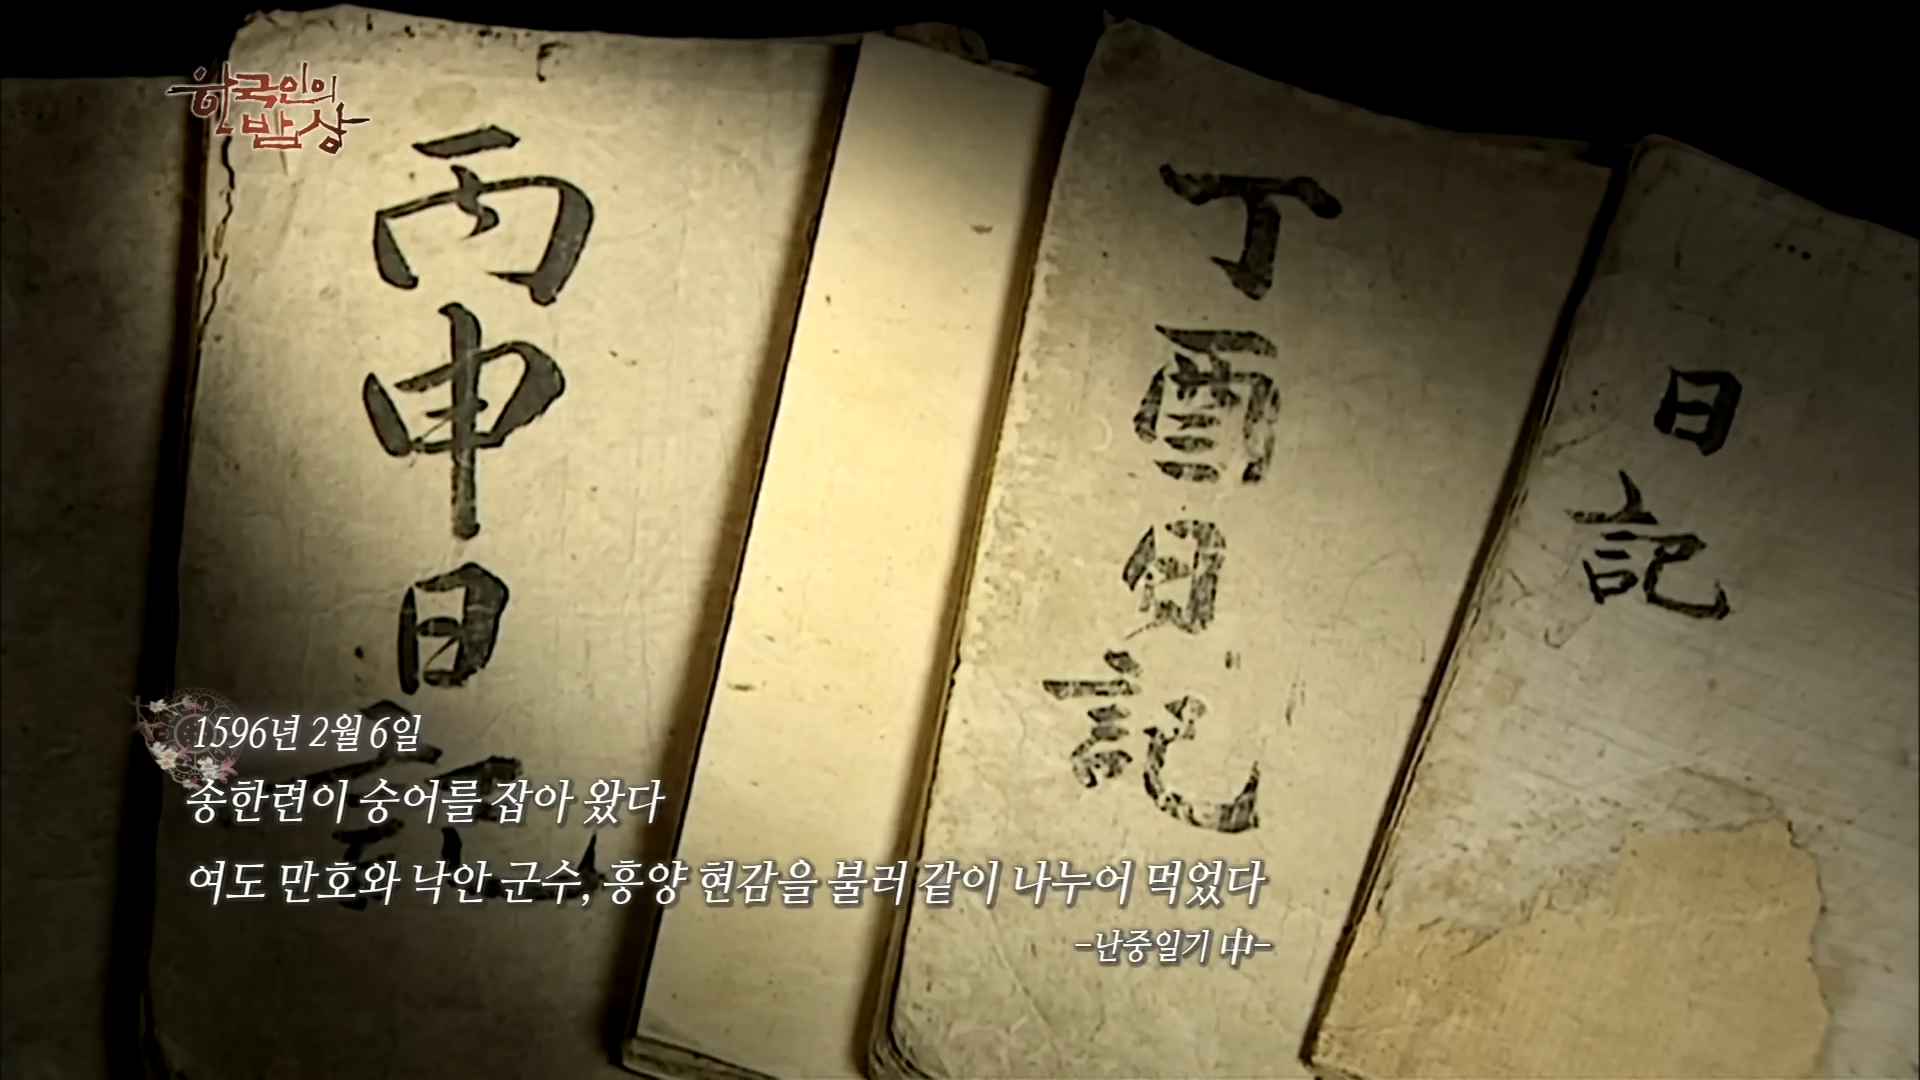 한국인의
밥상
丙申日記
丁酉日記
日記
1596년 2월 6일
송한련이 숭어를 잡아 왔다
여도 만호와 낙안 군수, 흥양 현감을 불러 같이 나누어 먹었다
-난중일기 中-